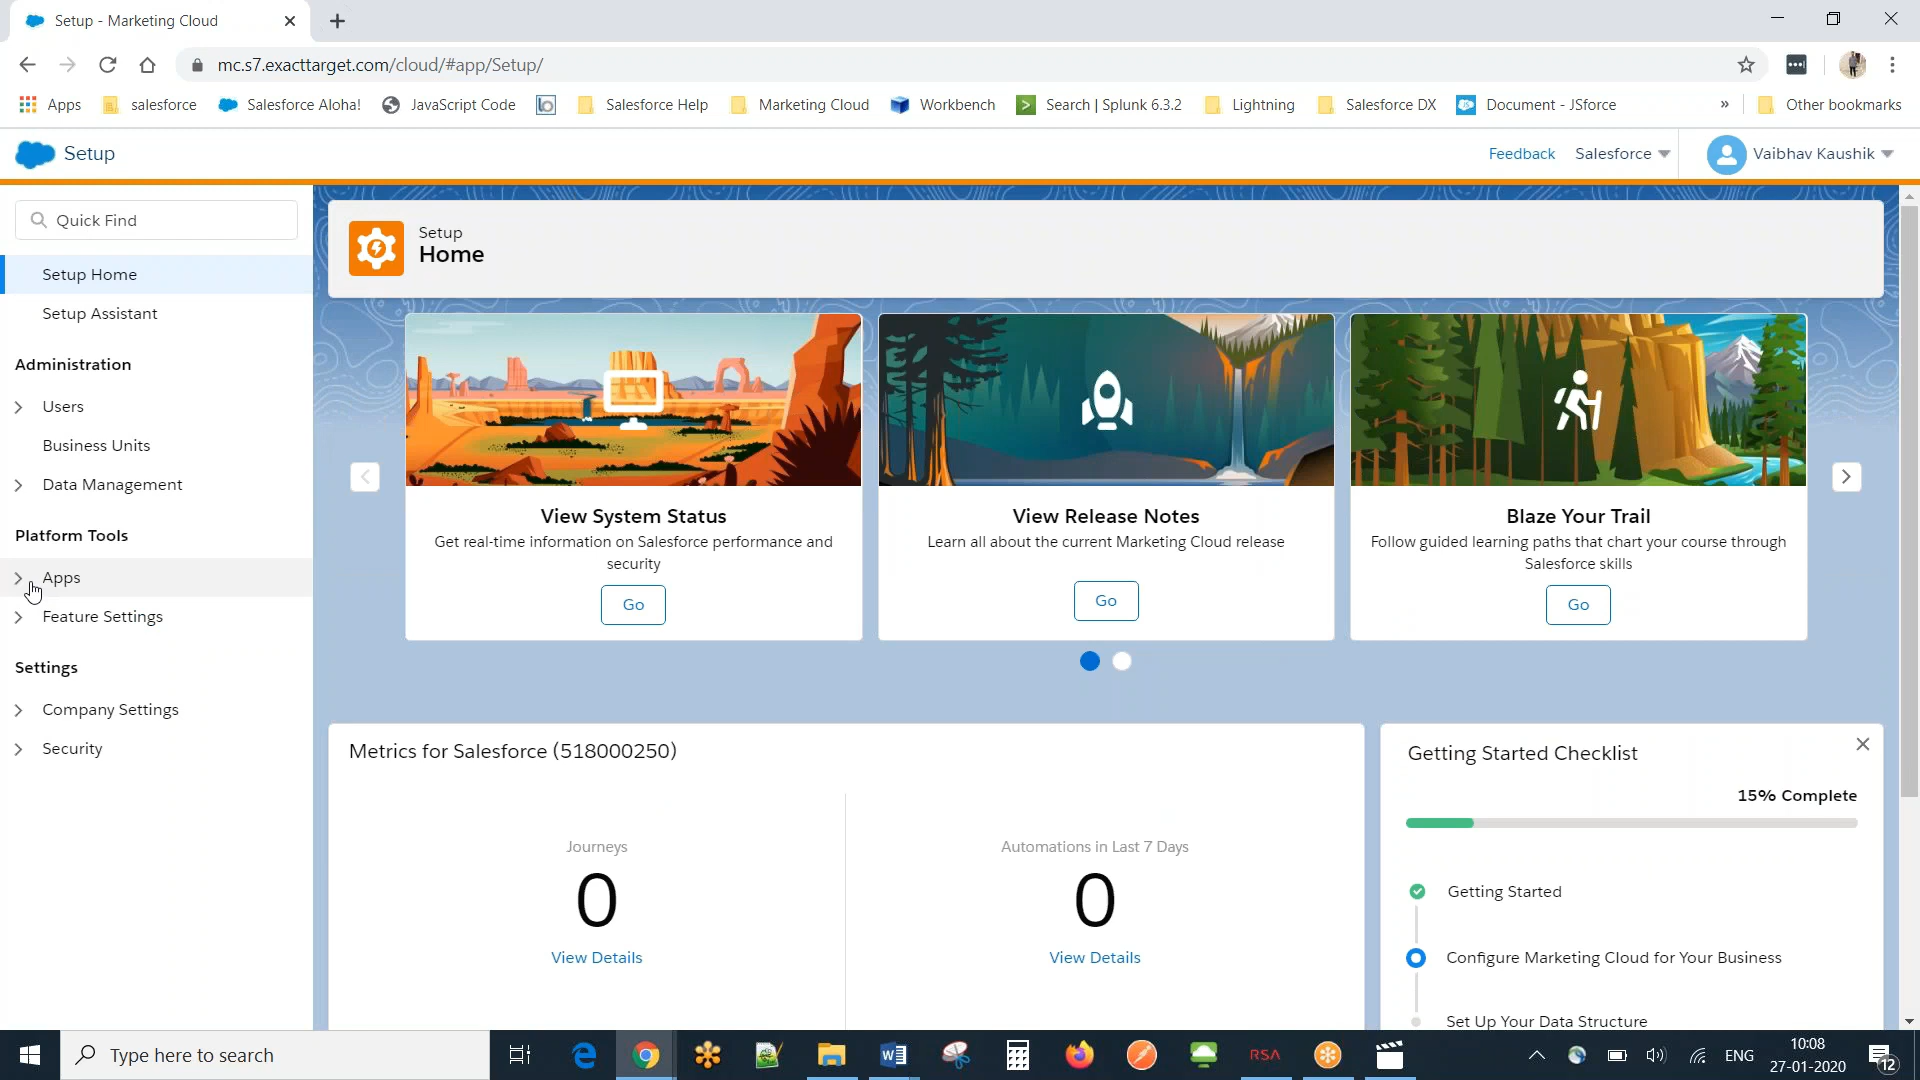 Setup - Marketing Cloud
mc.s7.exacttarget.com/cloud/#app/Setup/
Apps salesforce Salesforce Aloha! JavaScript Code Salesforce Help Marketing Cloud Workbench Search | Splunk 6.3.2 Lightning Salesforce DX Document - JSforce » Other bookmarks
Setup Feedback Salesforce Vaibhav Kaushik
Quick Find
Setup Home
Setup Assistant
Administration
Users
Business Units
Data Management
Platform Tools
Apps
Feature Settings
Settings
Company Settings
Security
Setup
Home
View System Status
Get real-time information on Salesforce performance and
security
Go
View Release Notes
Learn all about the current Marketing Cloud release
Go
Blaze Your Trail
Follow guided learning paths that chart your course through
Salesforce skills
Go
Metrics for Salesforce (518000250)
Journeys
0
View Details
Automations in Last 7 Days
0
View Details
Getting Started Checklist
15% Complete
Getting Started
Configure Marketing Cloud for Your Business
Set Up Your Data Structure
Type here to search
RSA
ENG
10:08
27-01-2020
12